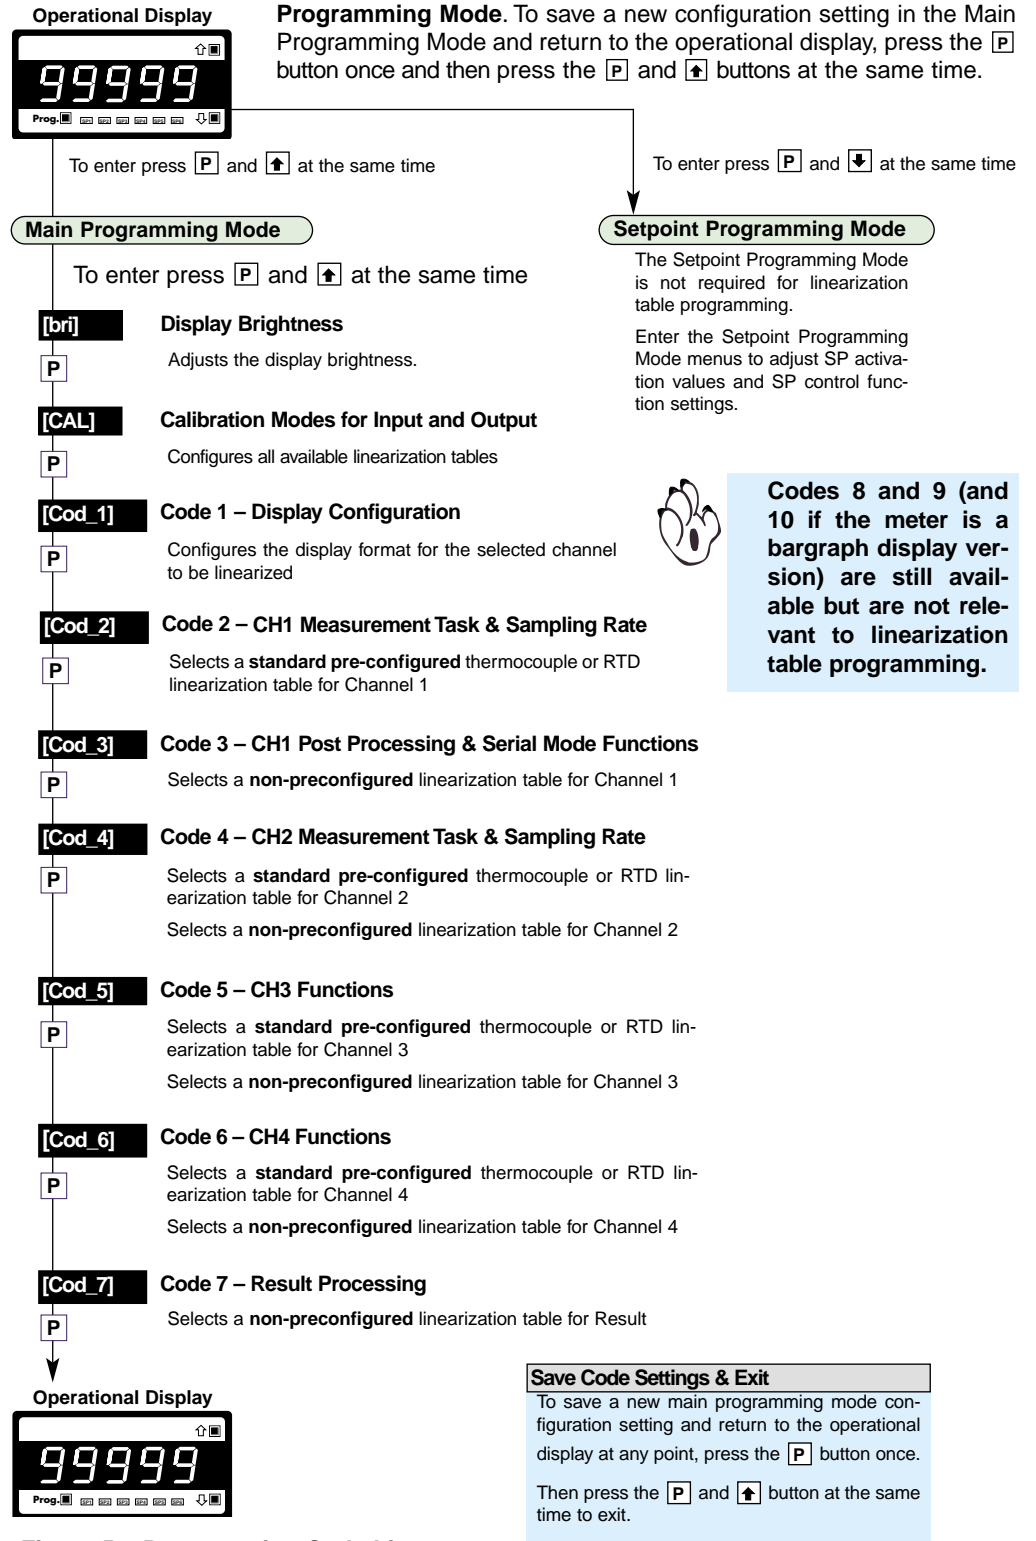 Operational Display
Programming Mode. To save a new configuration setting in the Main
Programming Mode and return to the operational display, press the P
button once and then press the P and buttons at the same time.
99999
Prog. SP1 SP2 SP3 SP4 SP5 SP6
To enter press P and at the same time
To enter press P and at the same time
Main Programming Mode
To enter press P and at the same time
Setpoint Programming Mode
The Setpoint Programming Mode
is not required for linearization
table programming.
Enter the Setpoint Programming
Mode menus to adjust SP activa-
tion values and SP control func-
tion settings.
[bri] Display Brightness
P Adjusts the display brightness.
[CAL] Calibration Modes for Input and Output
P Configures all available linearization tables
Codes 8 and 9 (and
10 if the meter is a
bargraph display ver-
sion) are still avail-
able but are not rele-
vant to linearization
table programming.
[Cod_1] Code 1 – Display Configuration
P Configures the display format for the selected channel
to be linearized
[Cod_2] Code 2 – CH1 Measurement Task & Sampling Rate
P Selects a standard pre-configured thermocouple or RTD
linearization table for Channel 1
[Cod_3] Code 3 – CH1 Post Processing & Serial Mode Functions
P Selects a non-preconfigured linearization table for Channel 1
[Cod_4] Code 4 – CH2 Measurement Task & Sampling Rate
P Selects a standard pre-configured thermocouple or RTD lin-
earization table for Channel 2
Selects a non-preconfigured linearization table for Channel 2
[Cod_5] Code 5 – CH3 Functions
P Selects a standard pre-configured thermocouple or RTD lin-
earization table for Channel 3
Selects a non-preconfigured linearization table for Channel 3
[Cod_6] Code 6 – CH4 Functions
P Selects a standard pre-configured thermocouple or RTD lin-
earization table for Channel 4
Selects a non-preconfigured linearization table for Channel 4
[Cod_7] Code 7 – Result Processing
P Selects a non-preconfigured linearization table for Result
Operational Display
99999
Prog. SP1 SP2 SP3 SP4 SP5 SP6
Save Code Settings & Exit
To save a new main programming mode con-
figuration setting and return to the operational
display at any point, press the P button once.
Then press the P and button at the same
time to exit.